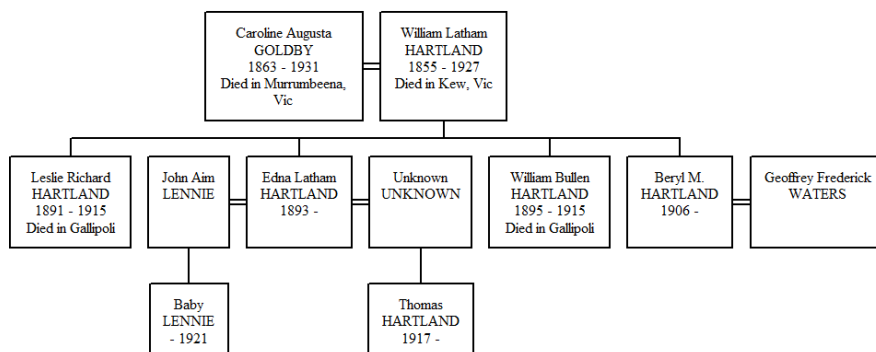 Caroline Augusta
GOLDBY
1863 - 1931
Died in Murrumbeena,
Vic
William Latham
HARTLAND
1855 - 1927
Died in Kew, Vic
Leslie Richard
HARTLAND
1891 - 1915
Died in Gallipoli
John Aim
LENNIE
Edna Latham
HARTLAND
1893 -
Unknown
UNKNOWN
William Bullen
HARTLAND
1895 - 1915
Died in Gallipoli
Beryl M.
HARTLAND
1906 -
Geoffrey Frederick
WATERS
Baby
LENNIE
- 1921
Thomas
HARTLAND
1917 -